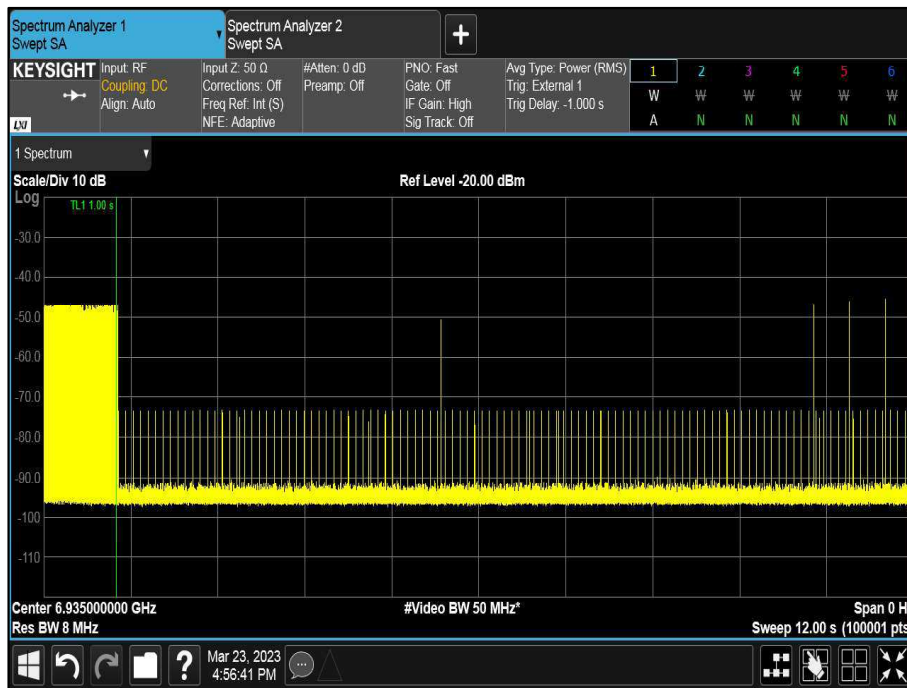 Spectrum Analyzer 1
Swept SA
Spectrum Analyzer 2
Swept SA
+
KEYSIGHT
LXI
Input: RF
Coupling: DC
Align: Auto
Input Z: 50 Ω
Corrections: Off
Freq Ref: Int (S)
NFE: Adaptive
#Atten: 0 dB
Preamp: Off
PNO: Fast
Gate: Off
IF Gain: High
Sig Track: Off
Avg Type: Power (RMS)
Trig: External 1
Trig Delay: -1.000 s
1 2 3 4 5 6
W W W W W W
A N N N N N
1 Spectrum
Scale/Div 10 dB
Ref Level -20.00 dBm
Log
TL1 1.00 s
-30.0
-40.0
-50.0
-60.0
-70.0
-80.0
-90.0
-100
-110
Center 6.935000000 GHz
#Video BW 50 MHz*
Span 0 H
Res BW 8 MHz
Sweep 12.00 s (100001 pts
?
Mar 23, 2023
4:56:41 PM